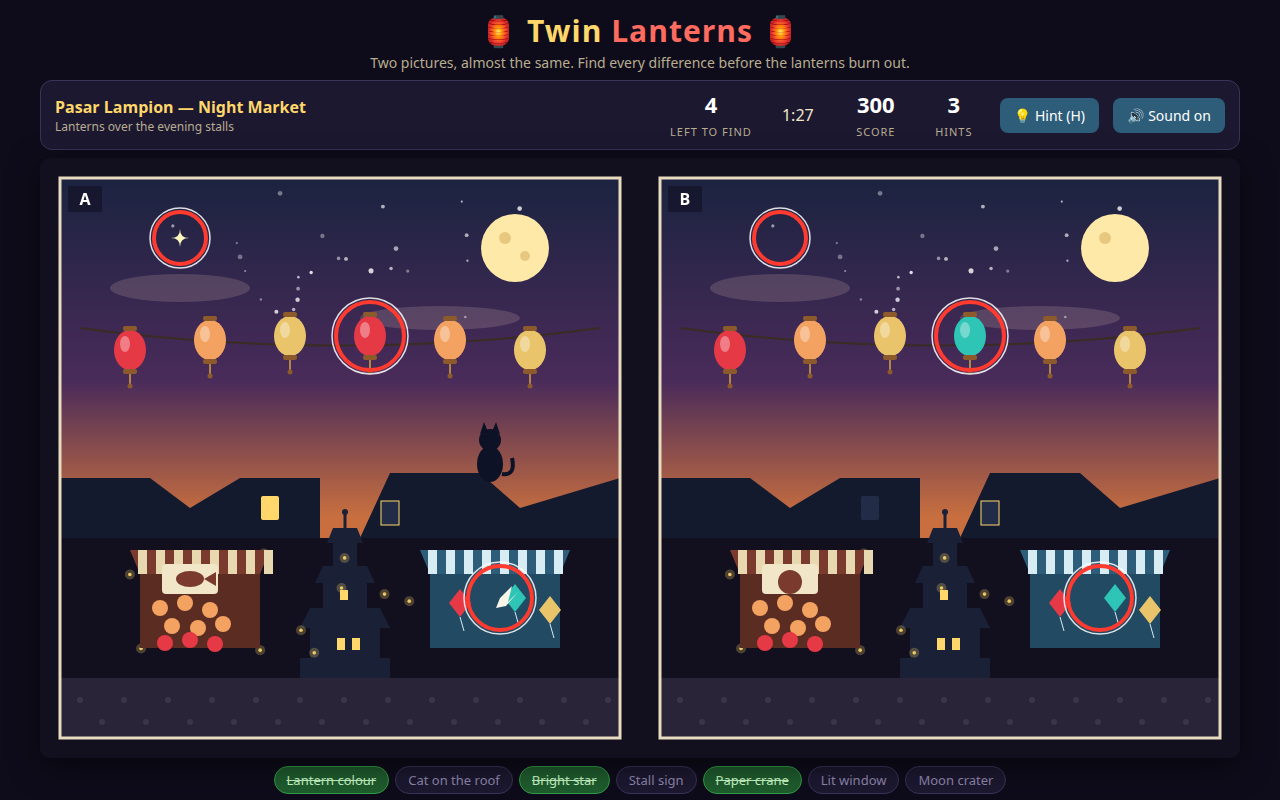 🏮 Twin Lanterns 🏮
Two pictures, almost the same. Find every difference before the lanterns burn out.
Pasar Lampion — Night Market
Lanterns over the evening stalls
4
LEFT TO FIND
1:27
300
SCORE
3
HINTS
💡 Hint (H)
🔊 Sound on
A
B
Lantern colour
Cat on the roof
Bright star
Stall sign
Paper crane
Lit window
Moon crater